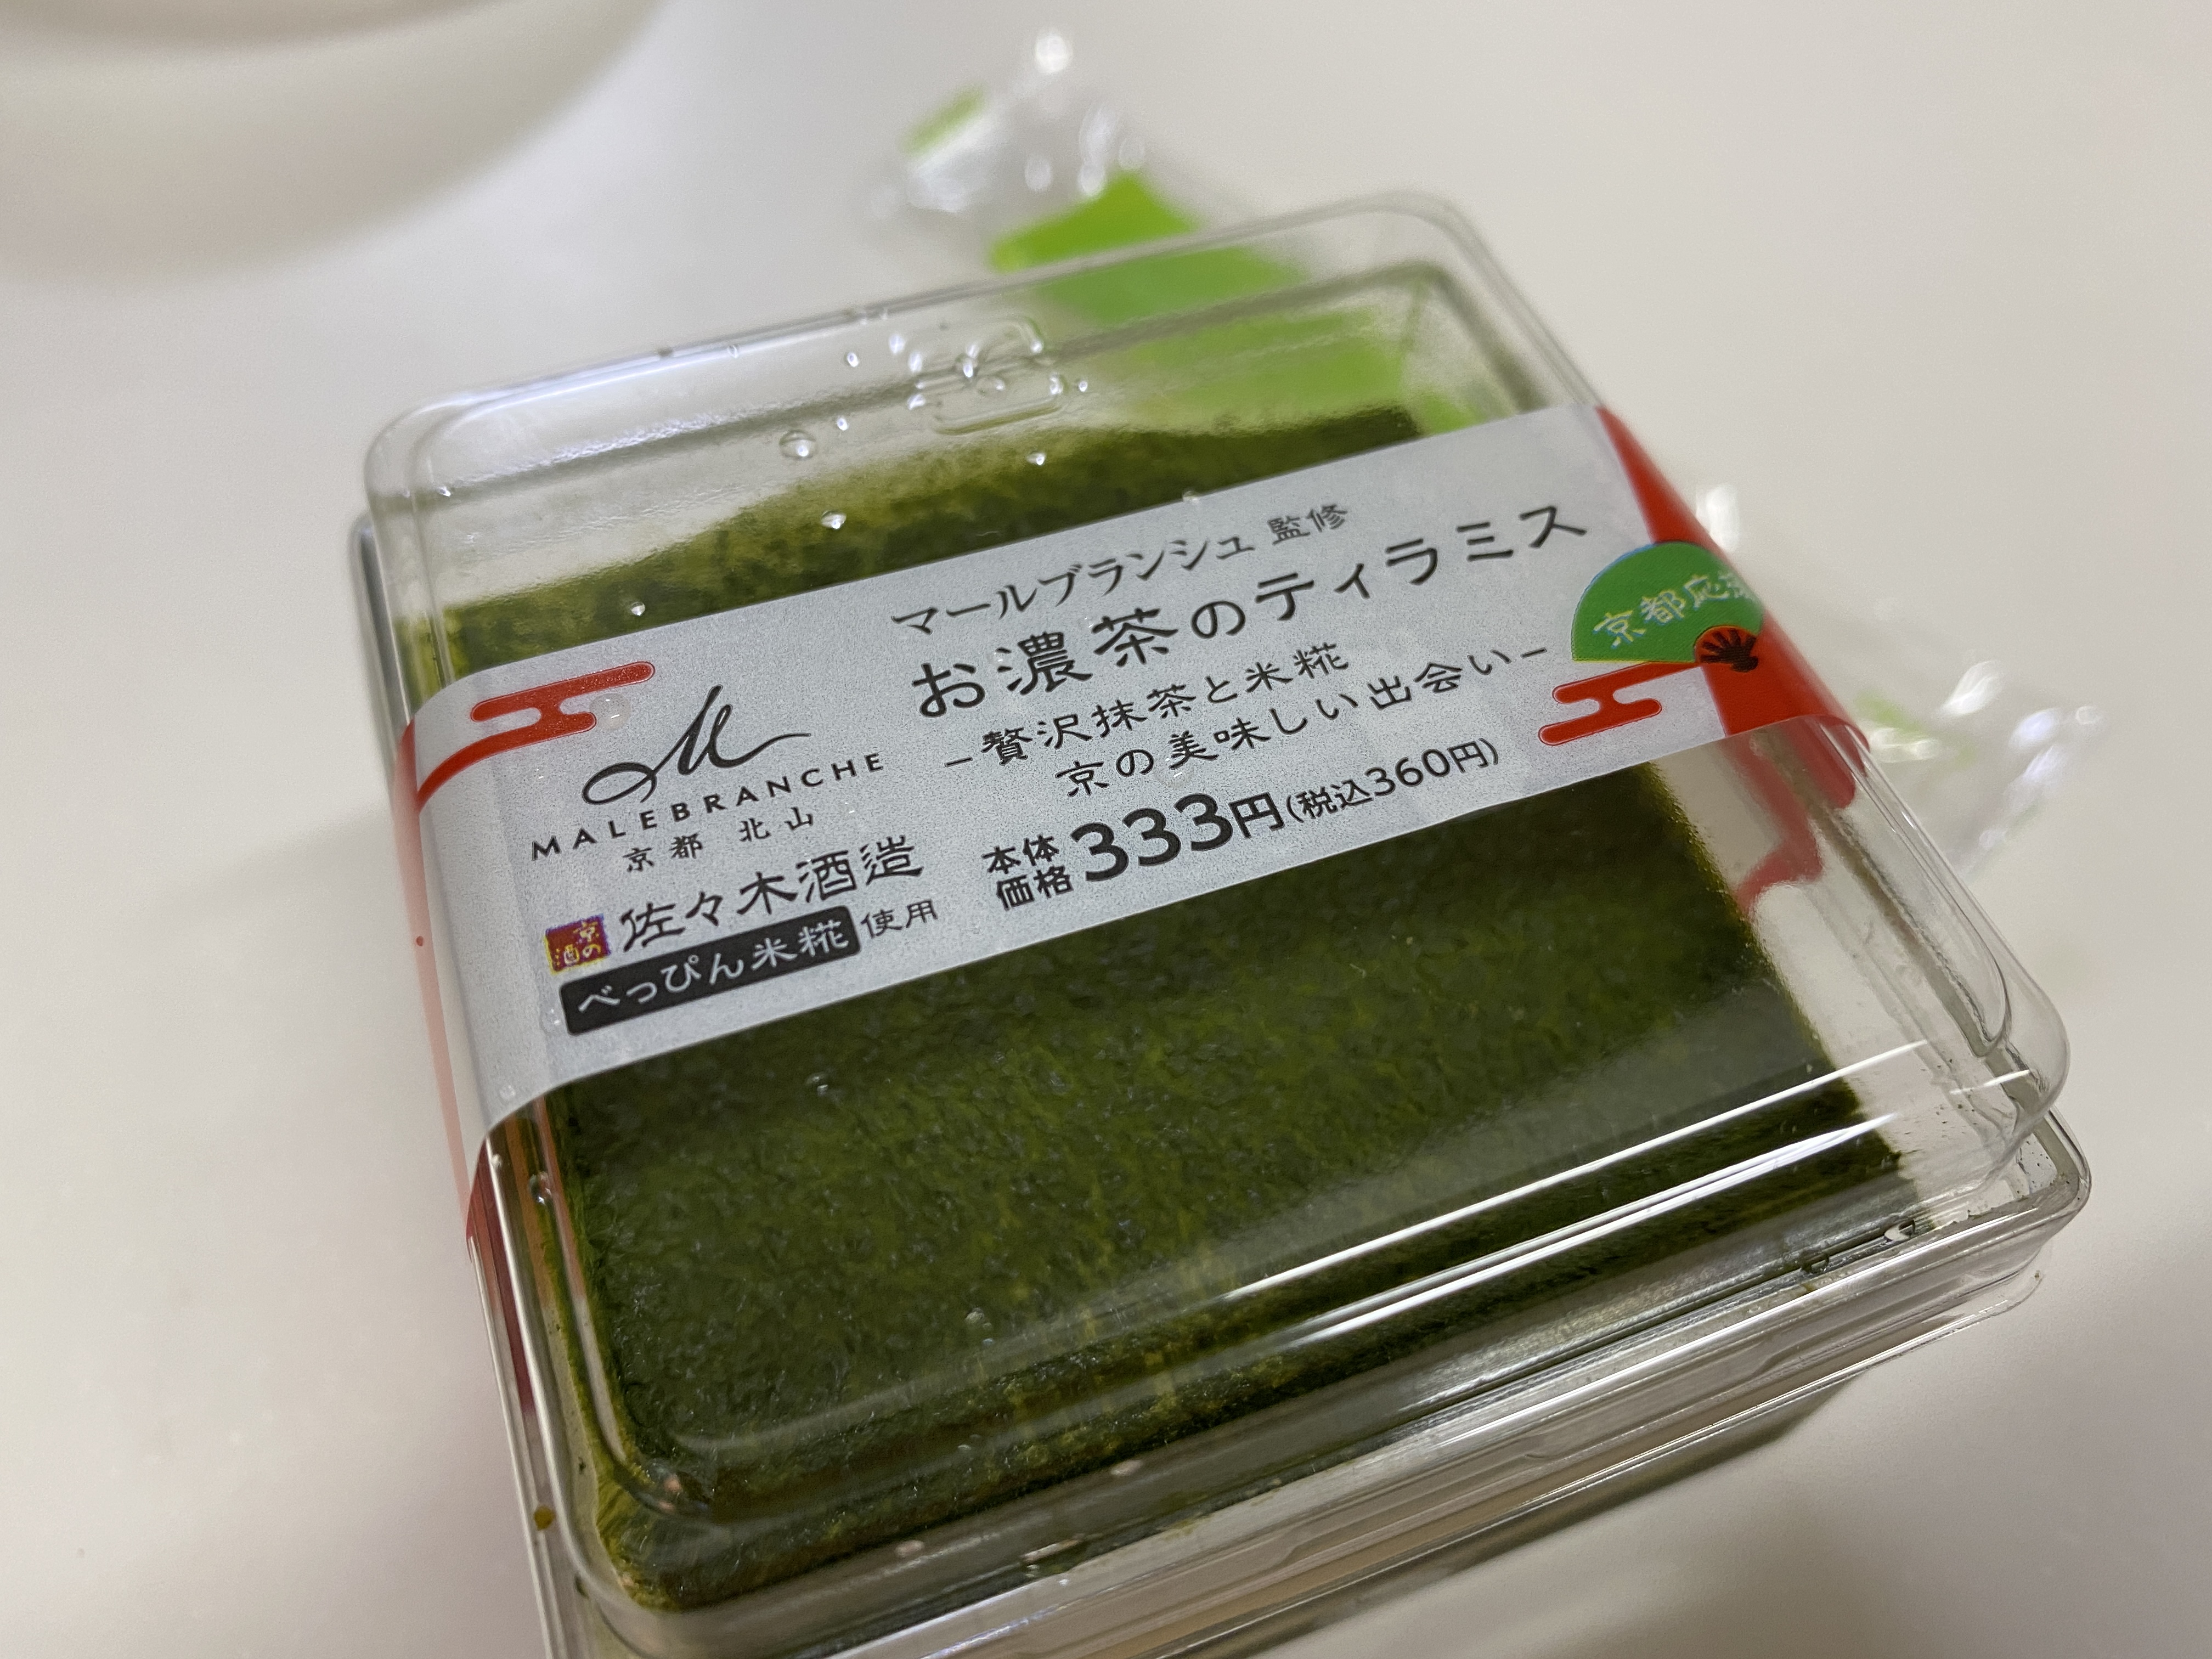 マールブランシュ 監修
お濃茶のティラミス
－贅沢抹茶と米糀
京の美味しい出会い－
本体価格 333円(税込360円)
MALEBRANCHE
京都 北山
京の酒 佐々木酒造
べっぴん米糀 使用
京都応援